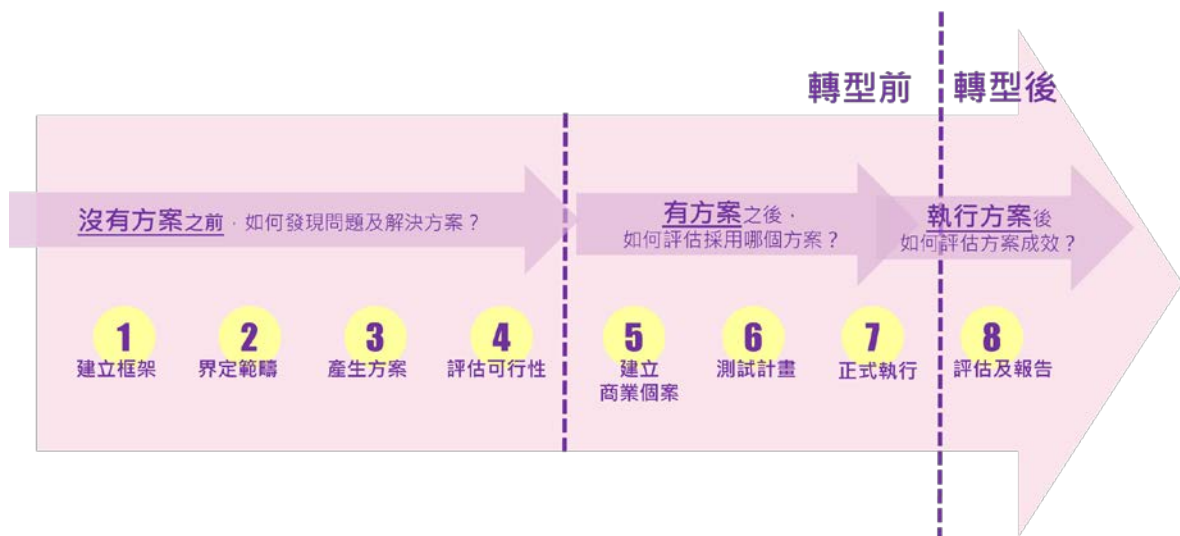 轉型前
轉型後
沒有方案之前，如何發現問題及解決方案？
有方案之後，
如何評估採用哪個方案？
執行方案後
如何評估方案成效？
1
建立框架
2
界定範疇
3
產生方案
4
評估可行性
5
建立
商業個案
6
測試計畫
7
正式執行
8
評估及報告